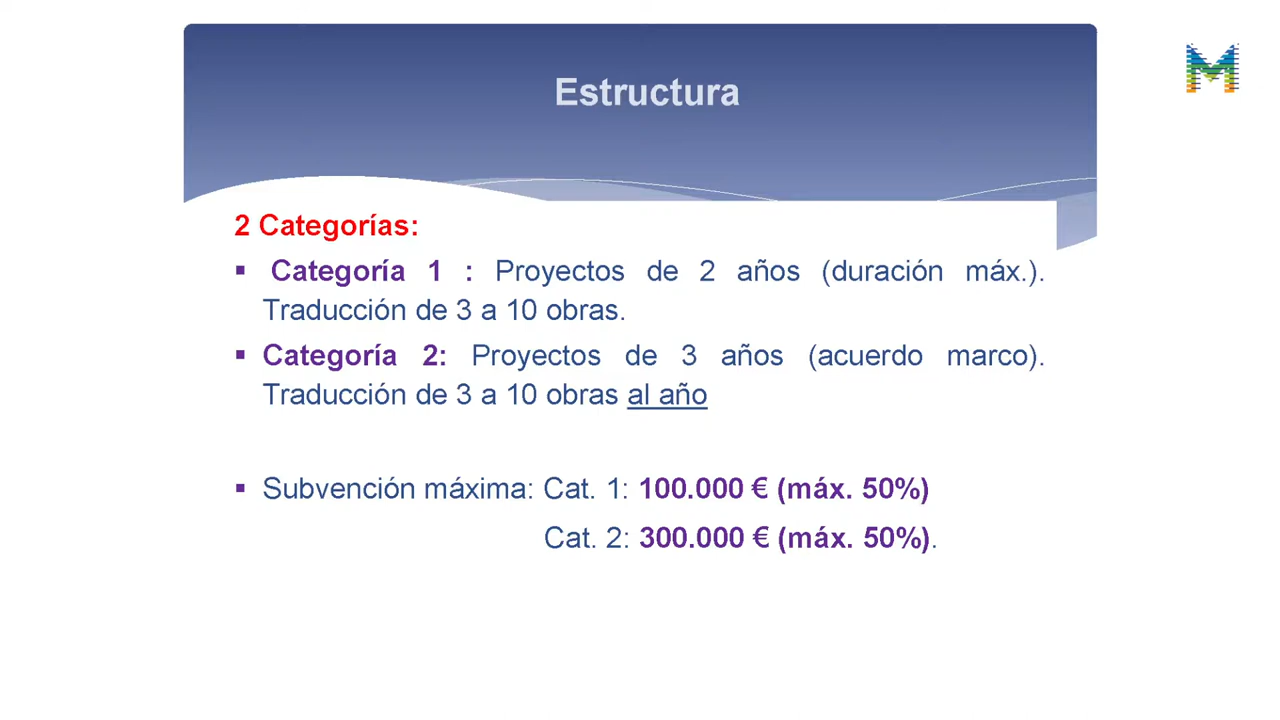 Estructura
2 Categorías:
▪ Categoría 1 : Proyectos de 2 años (duración máx.).
Traducción de 3 a 10 obras.
▪ Categoría 2: Proyectos de 3 años (acuerdo marco).
Traducción de 3 a 10 obras al año
▪ Subvención máxima: Cat. 1: 100.000 € (máx. 50%)
Cat. 2: 300.000 € (máx. 50%).